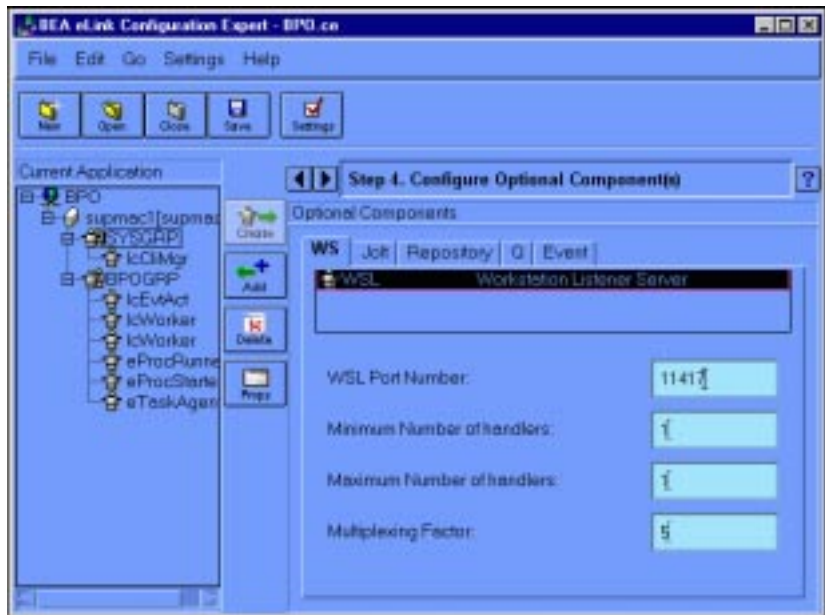 BEA eLink Configuration Expert - BPO.ce
File Edit Go Settings Help
New Open Close Save Settings
Current Application
BPO
supmac1[supmac
SYSGRP
IcCliMgr
BPOGRP
IcEvtAct
IcWorker
IcWorker
eProcRunne
eProcStarte
eTaskAgen
Create
Add
Delete
Props
Step 4. Configure Optional Component(s)
?
Optional Components
WS Jolt Repository Q Event
WSL Workstation Listener Server
WSL Port Number: 11417
Minimum Number of handlers: 1
Maximum Number of handlers: 1
Multiplexing Factor: 5